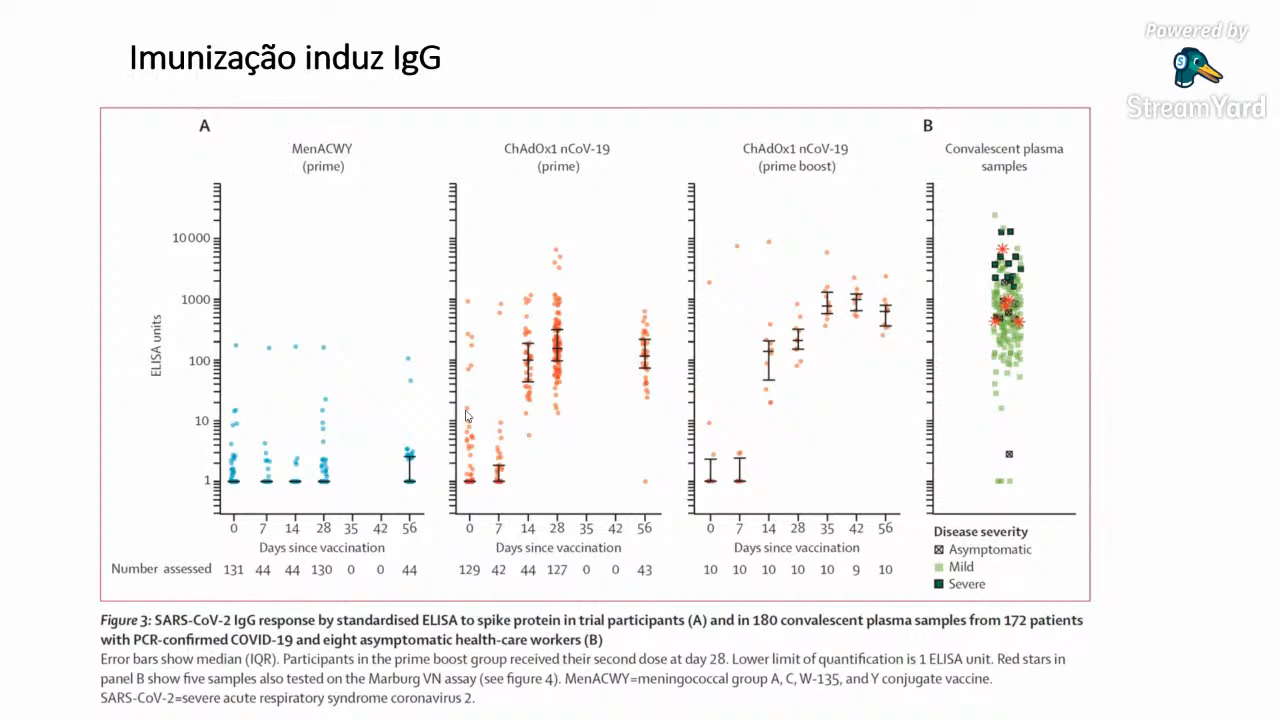 Imunização induz IgG
Powered by
S
StreamYard
A
B
MenACWY
(prime)
ChAdOx1 nCoV-19
(prime)
ChAdOx1 nCoV-19
(prime boost)
Convalescent plasma
samples
ELISA units
10 000
1000
100
10
1
0 7 14 28 35 42 56
0 7 14 28 35 42 56
0 7 14 28 35 42 56
Days since vaccination
Days since vaccination
Days since vaccination
Number assessed 131 44 44 130 0 0 44
129 42 44 127 0 0 43
10 10 10 10 10 9 10
Disease severity
Asymptomatic
Mild
Severe
Figure 3: SARS-CoV-2 IgG response by standardised ELISA to spike protein in trial participants (A) and in 180 convalescent plasma samples from 172 patients
with PCR-confirmed COVID-19 and eight asymptomatic health-care workers (B)
Error bars show median (IQR). Participants in the prime boost group received their second dose at day 28. Lower limit of quantification is 1 ELISA unit. Red stars in
panel B show five samples also tested on the Marburg VN assay (see figure 4). MenACWY=meningococcal group A, C, W-135, and Y conjugate vaccine.
SARS-CoV-2=severe acute respiratory syndrome coronavirus 2.